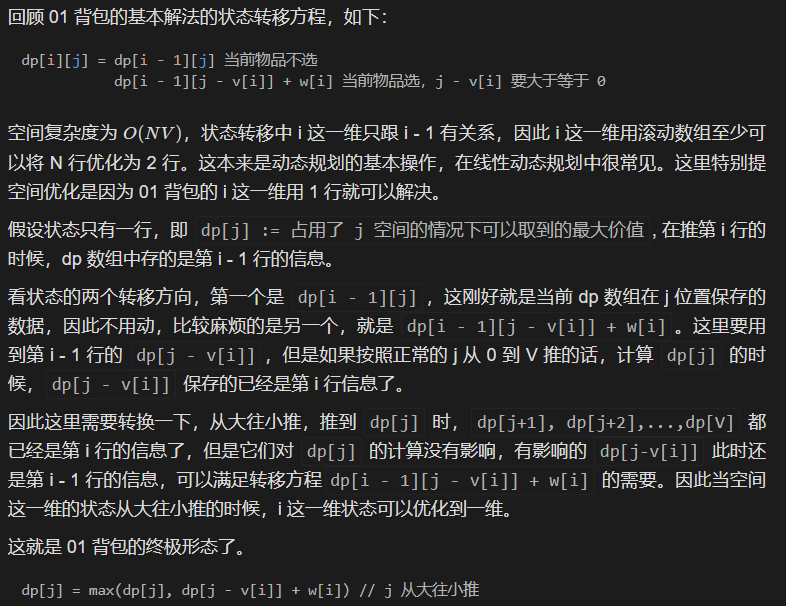 回顾 01 背包的基本解法的状态转移方程，如下：
dp[i][j] = dp[i - 1][j] 当前物品不选
dp[i - 1][j - v[i]] + w[i] 当前物品选，j - v[i] 要大于等于 0
空间复杂度为 O(NV)，状态转移中 i 这一维只跟 i - 1 有关系，因此 i 这一维用滚动数组至少可
以将 N 行优化为 2 行。这本来是动态规划的基本操作，在线性动态规划中很常见。这里特别提
空间优化是因为 01 背包的 i 这一维用 1 行就可以解决。
假设状态只有一行，即 dp[j] := 占用了 j 空间的情况下可以取到的最大价值 , 在推第 i 行的
时候，dp 数组中存的是第 i - 1 行的信息。
看状态的两个转移方向，第一个是 dp[i - 1][j] ，这刚好就是当前 dp 数组在 j 位置保存的
数据，因此不用动，比较麻烦的是另一个，就是 dp[i - 1][j - v[i]] + w[i] 。这里要用
到第 i - 1 行的 dp[j - v[i]] ，但是如果按照正常的 j 从 0 到 V 推的话，计算 dp[j] 的时
候， dp[j - v[i]] 保存的已经是第 i 行信息了。
因此这里需要转换一下，从大往小推，推到 dp[j] 时， dp[j+1], dp[j+2],...,dp[V] 都
已经是第 i 行的信息了，但是它们对 dp[j] 的计算没有影响，有影响的 dp[j-v[i]] 此时还
是第 i - 1 行的信息，可以满足转移方程 dp[i - 1][j - v[i]] + w[i] 的需要。因此当空间
这一维的状态从大往小推的时候，i 这一维状态可以优化到一维。
这就是 01 背包的终极形态了。
dp[j] = max(dp[j], dp[j - v[i]] + w[i]) // j 从大往小推